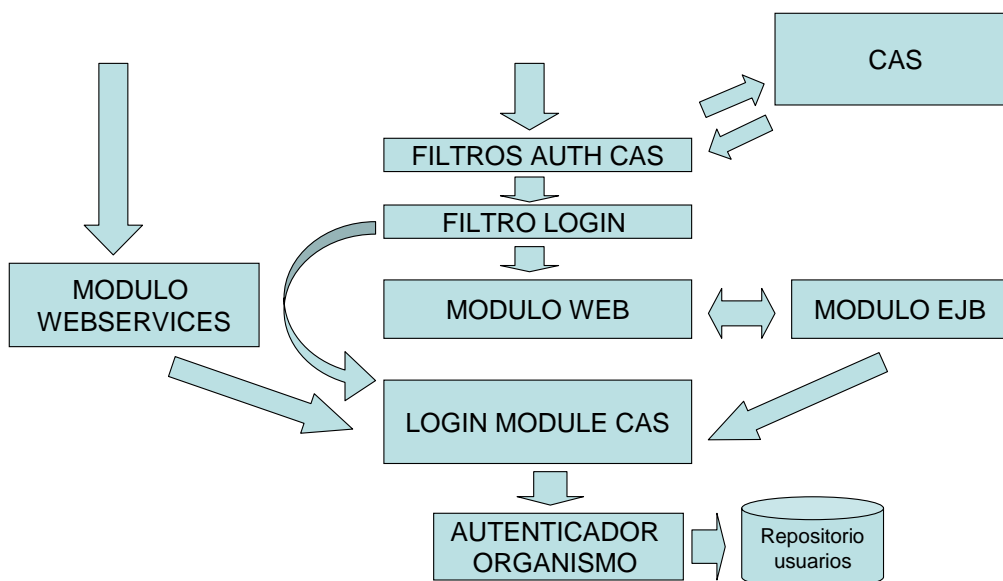 CAS
FILTROS AUTH CAS
FILTRO LOGIN
MODULO
WEBSERVICES
MODULO WEB
MODULO EJB
LOGIN MODULE CAS
AUTENTICADOR
ORGANISMO
Repositorio
usuarios